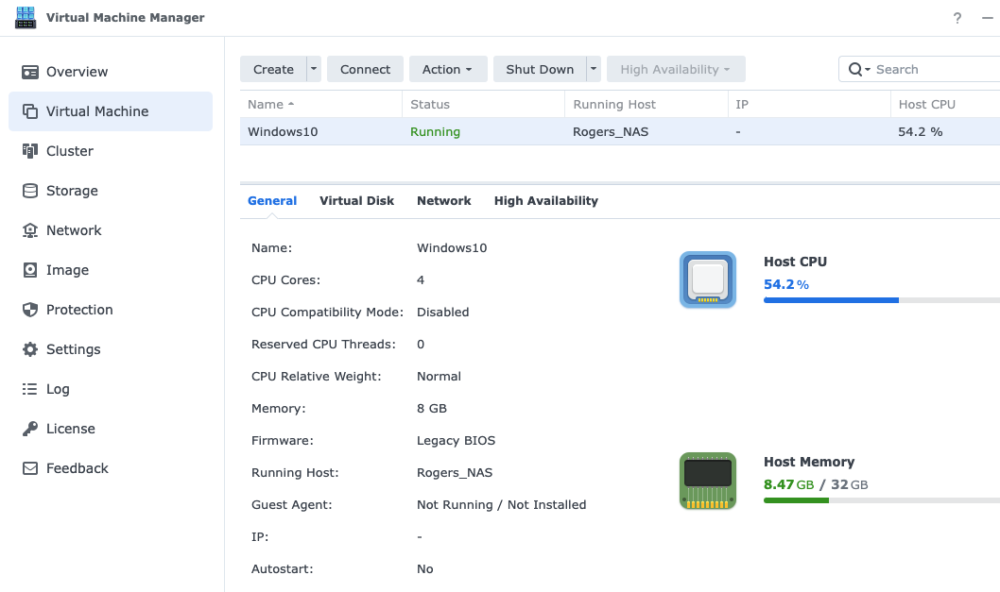 Virtual Machine Manager
? –
Overview
Virtual Machine
Cluster
Storage
Network
Image
Protection
Settings
Log
License
Feedback
Create Connect Action Shut Down High Availability Search
Name Status Running Host IP Host CPU
Windows10 Running Rogers_NAS - 54.2 %
General Virtual Disk Network High Availability
Name: Windows10
CPU Cores: 4
CPU Compatibility Mode: Disabled
Reserved CPU Threads: 0
CPU Relative Weight: Normal
Memory: 8 GB
Firmware: Legacy BIOS
Running Host: Rogers_NAS
Guest Agent: Not Running / Not Installed
IP: -
Autostart: No
Host CPU
54.2 %
Host Memory
8.47 GB / 32 GB